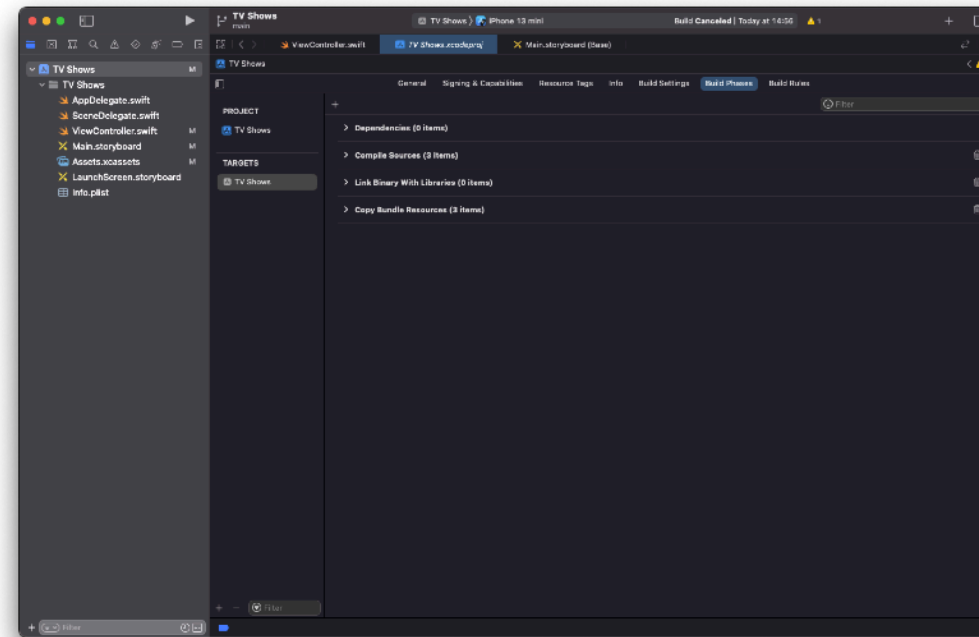 TV Shows
main
TV Shows
iPhone 13 mini
Build Canceled | Today at 14:56
1
ViewController.swift
TV Shows.xcodeproj
Main.storyboard (Base)
TV Shows
M
TV Shows
AppDelegate.swift
SceneDelegate.swift
ViewController.swift
M
Main.storyboard
M
Assets.xcassets
M
LaunchScreen.storyboard
Info.plist
Filter
TV Shows
General
Signing & Capabilities
Resource Tags
Info
Build Settings
Build Phases
Build Rules
PROJECT
TV Shows
TARGETS
TV Shows
Filter
Filter
Dependencies (0 items)
Compile Sources (3 items)
Link Binary With Libraries (0 items)
Copy Bundle Resources (3 items)